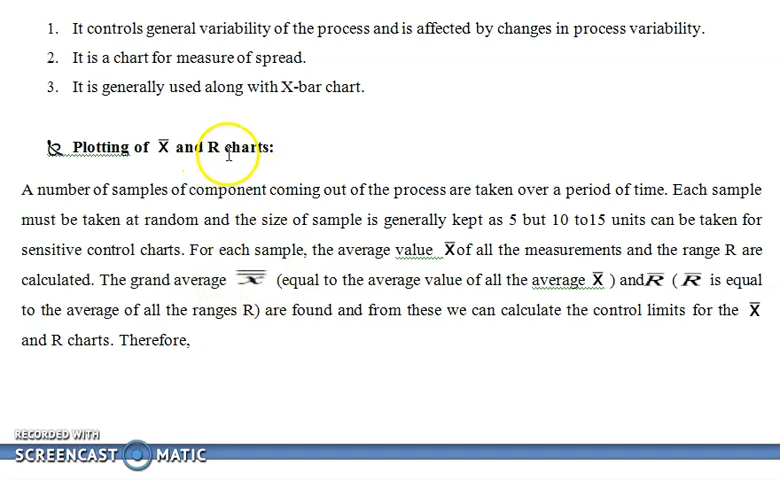 1. It controls general variability of the process and is affected by changes in process variability.
2. It is a chart for measure of spread.
3. It is generally used along with X-bar chart.
Plotting of X̅ and R charts:
A number of samples of component coming out of the process are taken over a period of time. Each sample
must be taken at random and the size of sample is generally kept as 5 but 10 to15 units can be taken for
sensitive control charts. For each sample, the average value X̅ of all the measurements and the range R are
calculated. The grand average x̿ (equal to the average value of all the average X̅ ) and R̅ ( R̅ is equal
to the average of all the ranges R) are found and from these we can calculate the control limits for the X̅
and R charts. Therefore,
RECORDED WITH
SCREENCAST MATIC